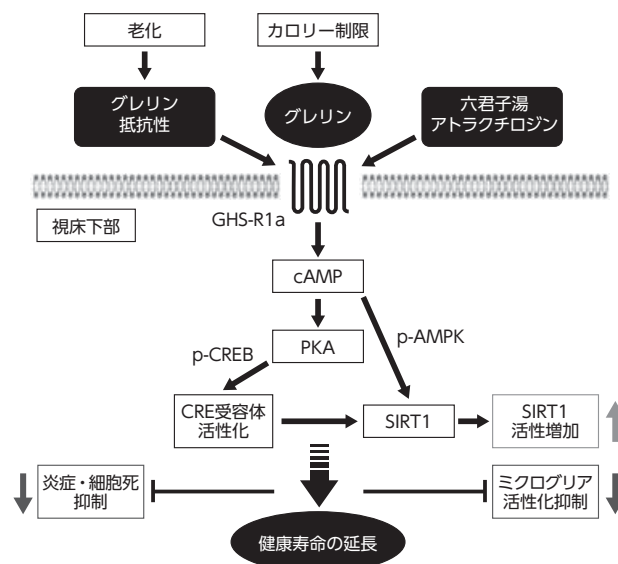 老化
カロリー制限
グレリン
抵抗性
グレリン
六君子湯
アトラクチロジン
GHS-R1a
視床下部
cAMP
p-AMPK
p-CREB
PKA
CRE受容体
活性化
SIRT1
SIRT1
活性増加
炎症・細胞死
抑制
ミクログリア
活性化抑制
健康寿命の延長